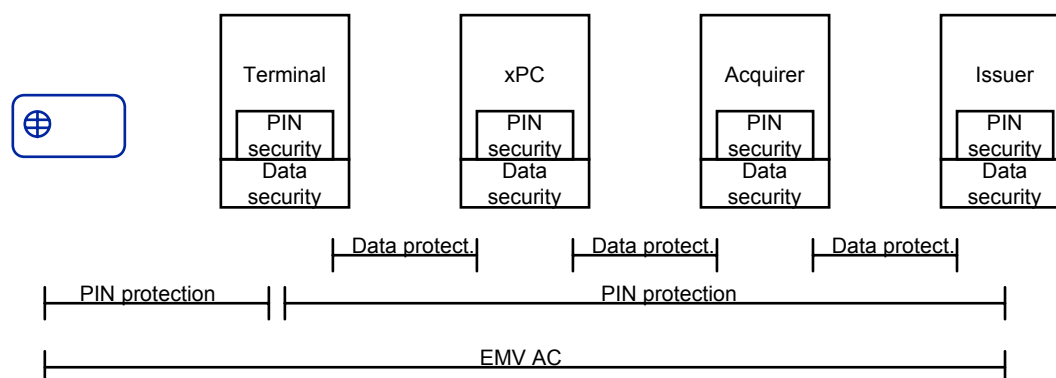 Terminal
xPC
Acquirer
Issuer
PIN
security
PIN
security
PIN
security
PIN
security
Data
security
Data
security
Data
security
Data
security
Data protect.
Data protect.
Data protect.
PIN protection
PIN protection
EMV AC